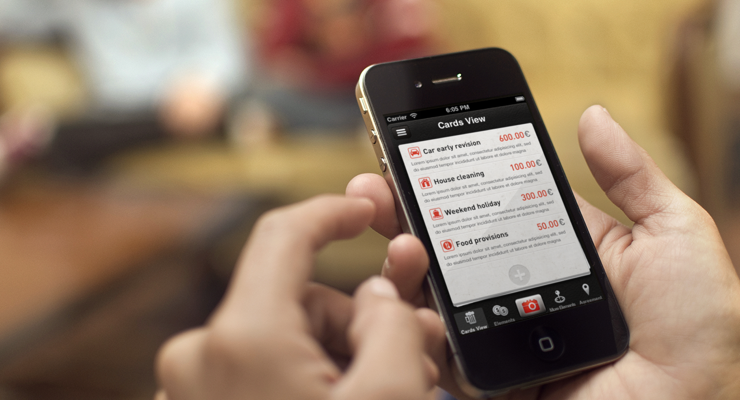 Carrier 6:05 PM
Cards View
Car early revision 600.00€
Lorem ipsum dolor sit amet, consectetur adipisicing elit, sed
do eiusmod tempor incididunt ut labore et dolore magna
House cleaning 100.00€
Lorem ipsum dolor sit amet, consectetur adipisicing elit, sed
do eiusmod tempor incididunt ut labore et dolore magna
Weekend holiday 300.00€
Lorem ipsum dolor sit amet, consectetur adipisicing elit, sed
do eiusmod tempor incididunt ut labore et dolore magna
Food provisions 50.00€
Lorem ipsum dolor sit amet, consectetur adipisicing elit, sed
do eiusmod tempor incididunt ut labore et dolore magna
Cards View Elements Agreement